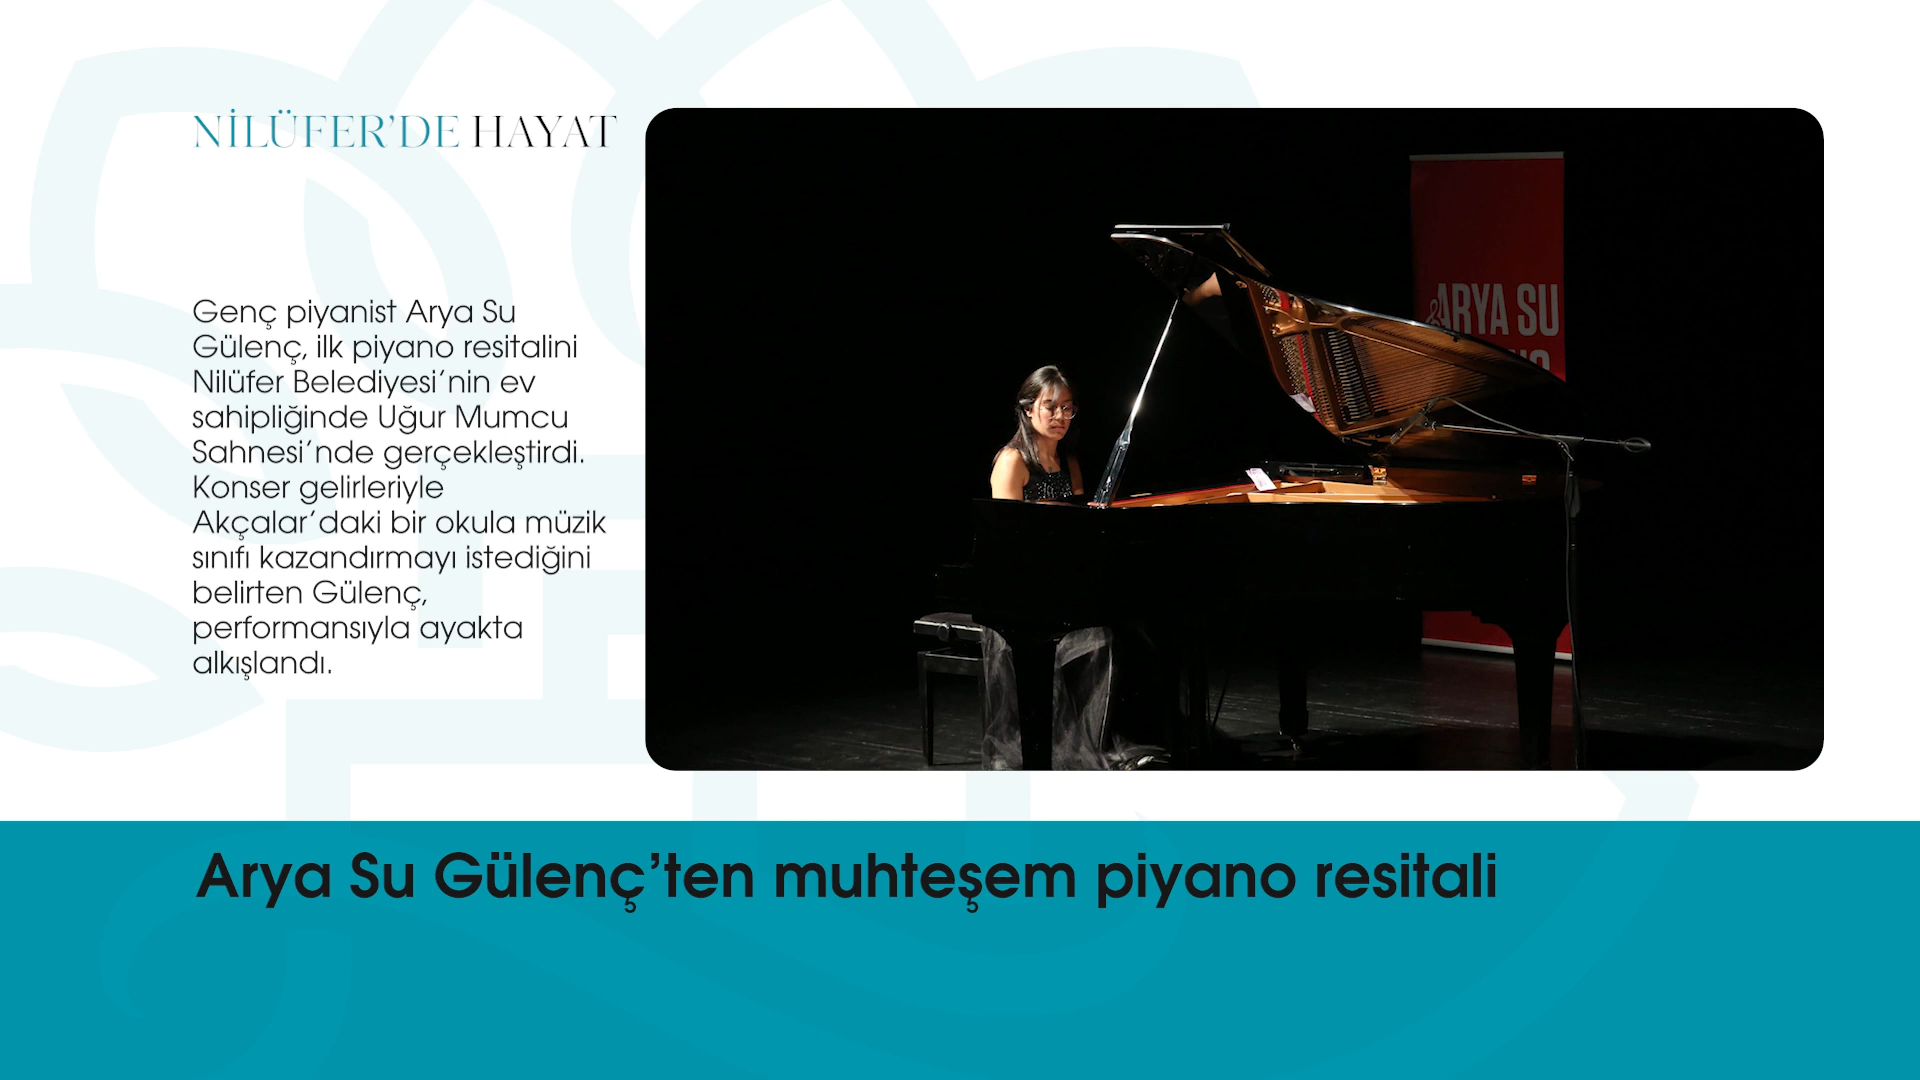 NİLÜFER'DE HAYAT
Genç piyanist Arya Su
Gülenç, ilk piyano resitalini
Nilüfer Belediyesi'nin ev
sahipliğinde Uğur Mumcu
Sahnesi'nde gerçekleştirdi.
Konser gelirleriyle
Akçalar'daki bir okula müzik
sınıfı kazandırmayı istediğini
belirten Gülenç,
performansıyla ayakta
alkışlandı.
ARYA SU
Arya Su Gülenç’ten muhteşem piyano resitali